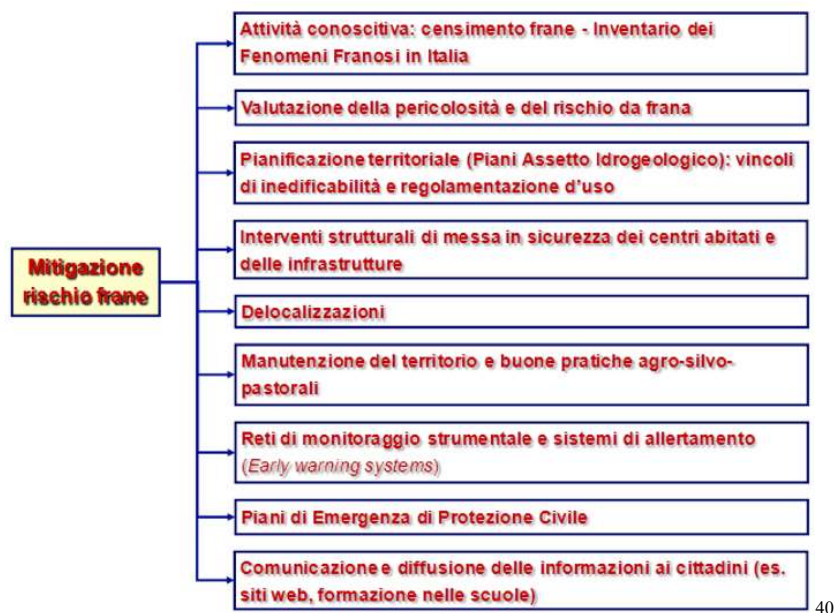 Attività conoscitiva: censimento frane - Inventario dei
Fenomeni Franosi in Italia
Valutazione della pericolosità e del rischio da frana
Pianificazione territoriale (Piani Assetto Idrogeologico): vincoli
di inedificabilità e regolamentazione d'uso
Interventi strutturali di messa in sicurezza dei centri abitati e
delle infrastrutture
Mitigazione
rischio frane
Delocalizzazioni
Manutenzione del territorio e buone pratiche agro-silvo-
pastorali
Reti di monitoraggio strumentale e sistemi di allertamento
(Early warning systems)
Piani di Emergenza di Protezione Civile
Comunicazione e diffusione delle informazioni ai cittadini (es.
siti web, formazione nelle scuole)
40